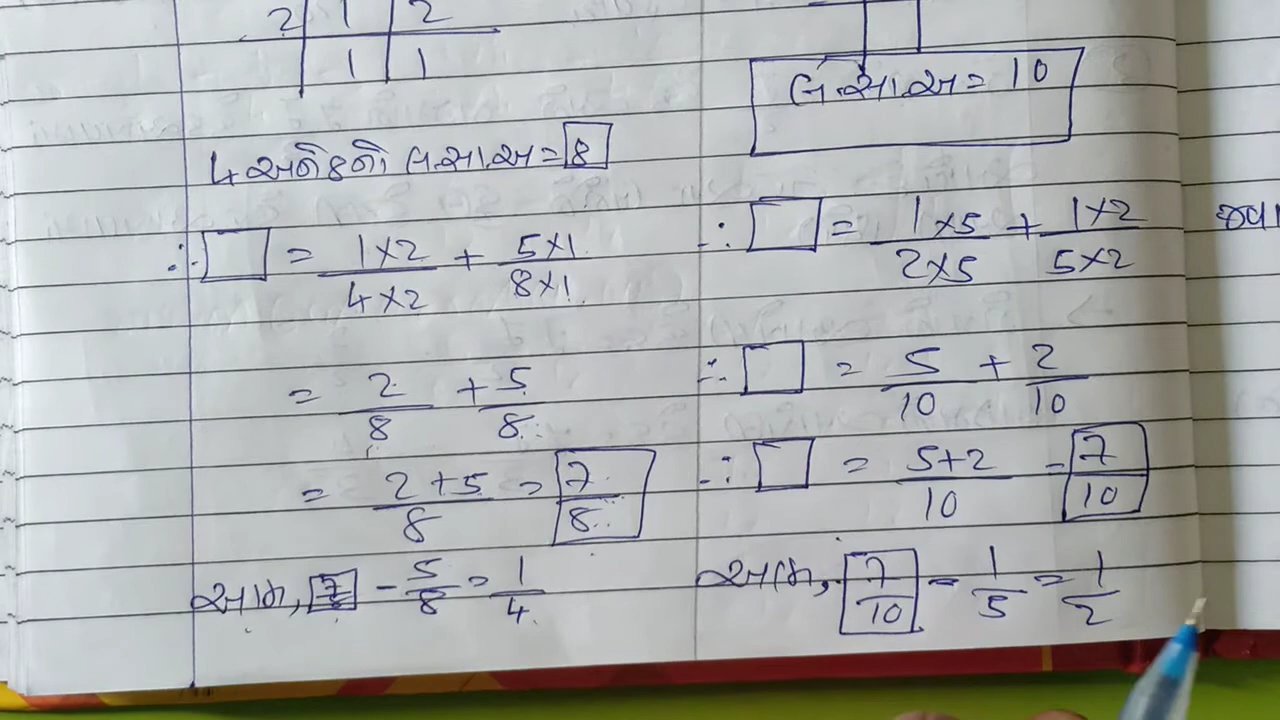 2 | 1 | 2
1 | 1
4 અને 8 નો લ.સા.અ. = 8
∴ □ = 1×2/4×2 + 5×1/8×1
= 2/8 + 5/8
= 2+5/8 = 7/8
આમ, 7/8 - 5/8 = 1/4
લ.સા.અ. = 10
∴ □ = 1×5/2×5 + 1×2/5×2
∴ □ = 5/10 + 2/10
∴ □ = 5+2/10 = 7/10
આમ, 7/10 - 1/5 = 1/2